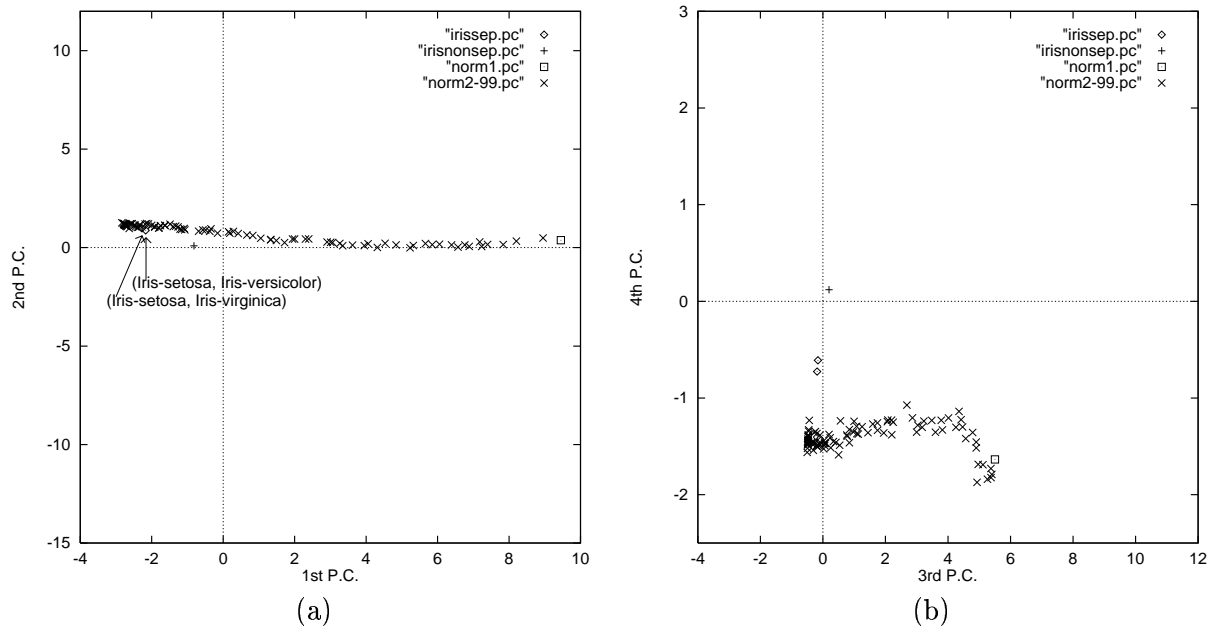 10
5
0
-5
-10
-15
-4
-2
0
2
4
6
8
10
2nd P.C.
1st P.C.
"irissep.pc"
"irisnonsep.pc"
"norm1.pc"
"norm2-99.pc"
(Iris-setosa, Iris-versicolor)
(Iris-setosa, Iris-virginica)
(a)
3
2
1
0
-1
-2
-4
-2
0
2
4
6
8
10
12
4th P.C.
3rd P.C.
"irissep.pc"
"irisnonsep.pc"
"norm1.pc"
"norm2-99.pc"
(b)